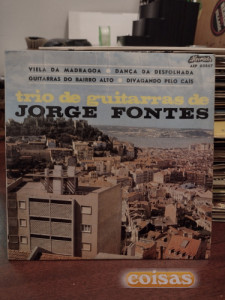 Alvorada
VIELA DA MADRAGOA DANÇA DA DESFOLHADA
GUITARRAS DO BAIRRO ALTO DIVAGANDO PELO CAIS
trio de guitarras de
JORGE FONTES
coisas